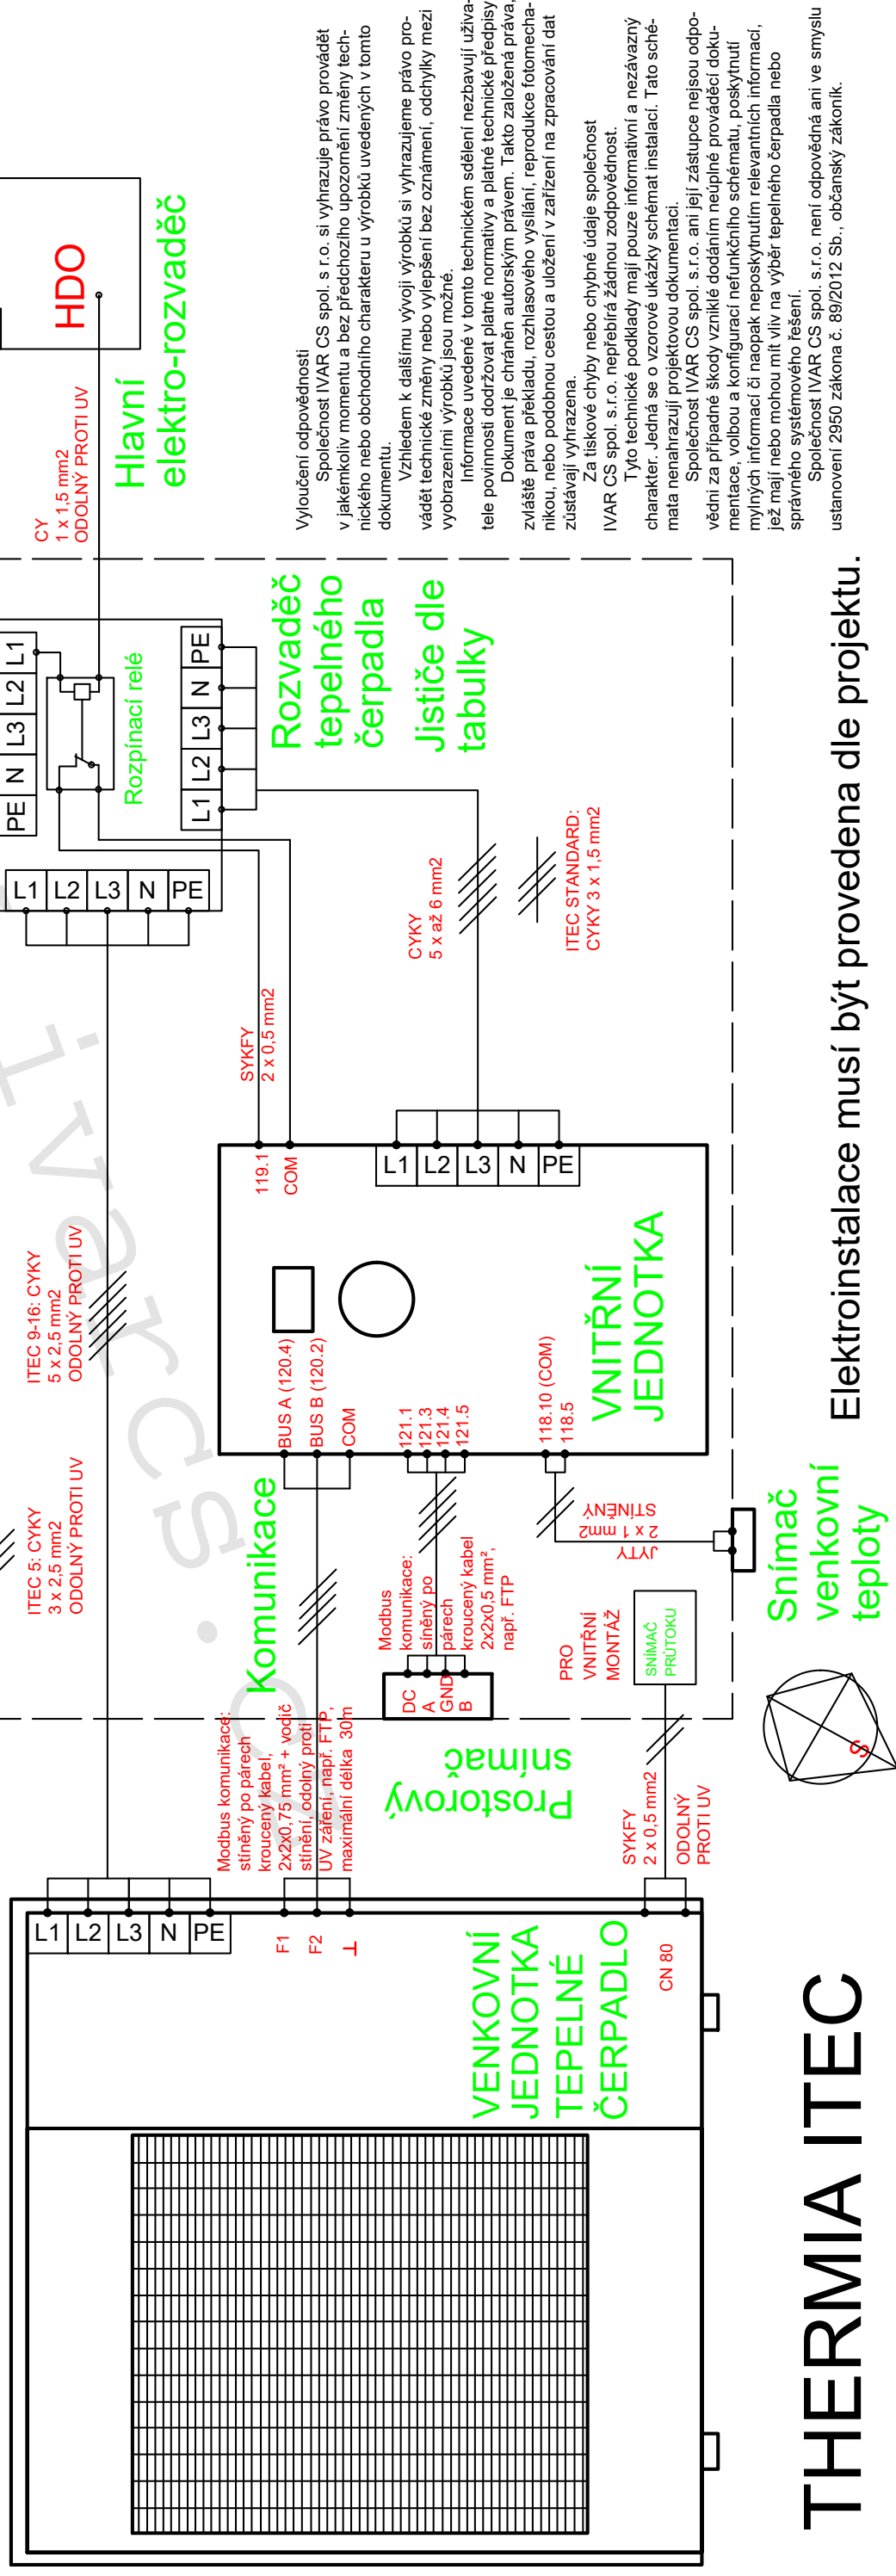 THERMIA ITEC
VENKOVNÍ
JEDNOTKA
TEPELNÉ
ČERPADLO
L1
L2
L3
N
PE
F1
F2
⊥
CN 80
ITEC 5: CYKY
3 x 2,5 mm2
ODOLNÝ PROTI UV
ITEC 9-16: CYKY
5 x 2,5 mm2
ODOLNÝ PROTI UV
Modbus komunikace:
stíněný po párech
kroucený kabel,
2x2x0,75 mm² + vodič
stínění, odolný proti
UV záření, např. FTP,
maximální délka 30m
Komunikace
Prostorový
snímač
DC
A
GND
B
Modbus
komunikace:
síněný po
párech
kroucený kabel
2x2x0,5 mm²,
např. FTP
SYKFY
2 x 0,5 mm2
ODOLNÝ
PROTI UV
PRO
VNITRNÍ
MONTÁŽ
SNÍMAČ
PRŮTOKU
S
Snímač
venkovní
teploty
JYTY
2 x 1 mm2
STÍNĚNÝ
BUS A (120.4)
BUS B (120.2)
COM
121.1
121.3
121.4
121.5
118.10 (COM)
118.5
VNITŘNÍ
JEDNOTKA
119.1
COM
L1
L2
L3
N
PE
SYKFY
2 x 0,5 mm2
CYKY
5 x až 6 mm2
ITEC STANDARD:
CYKY 3 x 1,5 mm2
L1
L2
L3
N
PE
PE N L3 L2 L1
Rozpínací relé
L1 L2 L3 N PE
Rozvaděč
tepelného
čerpadla
Jističe dle
tabulky
CY
1 x 1,5 mm2
ODOLNÝ PROTI UV
HDO
Hlavní
elektro-rozvaděč
Elektroinstalace musí být provedena dle projektu.
Vyloučení odpovědnosti
Společnost IVAR CS spol. s r.o. si vyhrazuje právo provádět
v jakémkoliv momentu a bez předchozího upozornění změny tech-
nického nebo obchodního charakteru u výrobků uvedených v tomto
dokumentu.
Vzhledem k dalšímu vývoji výrobků si vyhrazujeme právo pro-
vádět technické změny nebo vylepšení bez oznámení, odchylky mezi
vyobrazeními výrobků jsou možné.
Informace uvedené v tomto technickém sdělení nezbavují uživa-
tele povinnosti dodržovat platné normativy a platné technické předpisy
Dokument je chráněn autorským právem. Takto založená práva,
zvláště práva překladu, rozhlasového vysílání, reprodukce fotomecha-
nikou, nebo podobnou cestou a uložení v zařízení na zpracování dat
zůstávají vyhrazena.
Za tiskové chyby nebo chybné údaje společnost
IVAR CS spol. s r.o. nepřebírá žádnou zodpovědnost.
Tyto technické podklady mají pouze informativní a nezávazný
charakter. Jedná se o vzorové ukázky schémat instalací. Tato sché-
mata nenahrazují projektovou dokumentaci.
Společnost IVAR CS spol. s r.o. ani její zástupce nejsou odpo-
vědni za případné škody vzniklé dodáním neúplné prováděcí doku-
mentace, volbou a konfigurací nefunkčního schématu, poskytnutí
mylných informací či naopak neposkytnutím relevantních informací,
jež mají nebo mohou mít vliv na výběr tepelného čerpadla nebo
správného systémového řešení.
Společnost IVAR CS spol. s r.o. není odpovědná ani ve smyslu
ustanovení 2950 zákona č. 89/2012 Sb., občanský zákoník.
ivarcs.cz